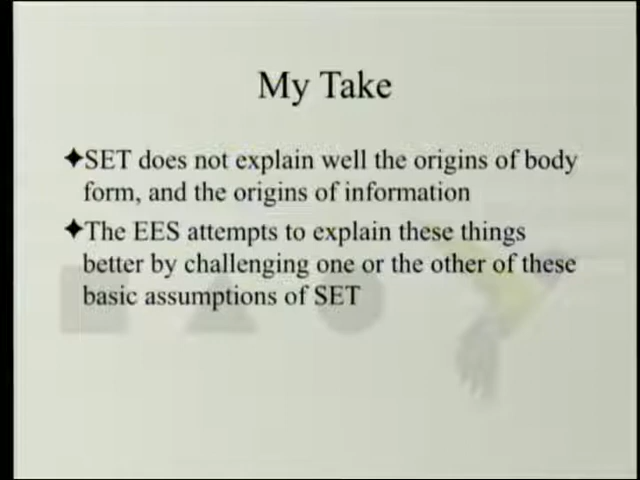 My Take
✦SET does not explain well the origins of body
form, and the origins of information
✦The EES attempts to explain these things
better by challenging one or the other of these
basic assumptions of SET